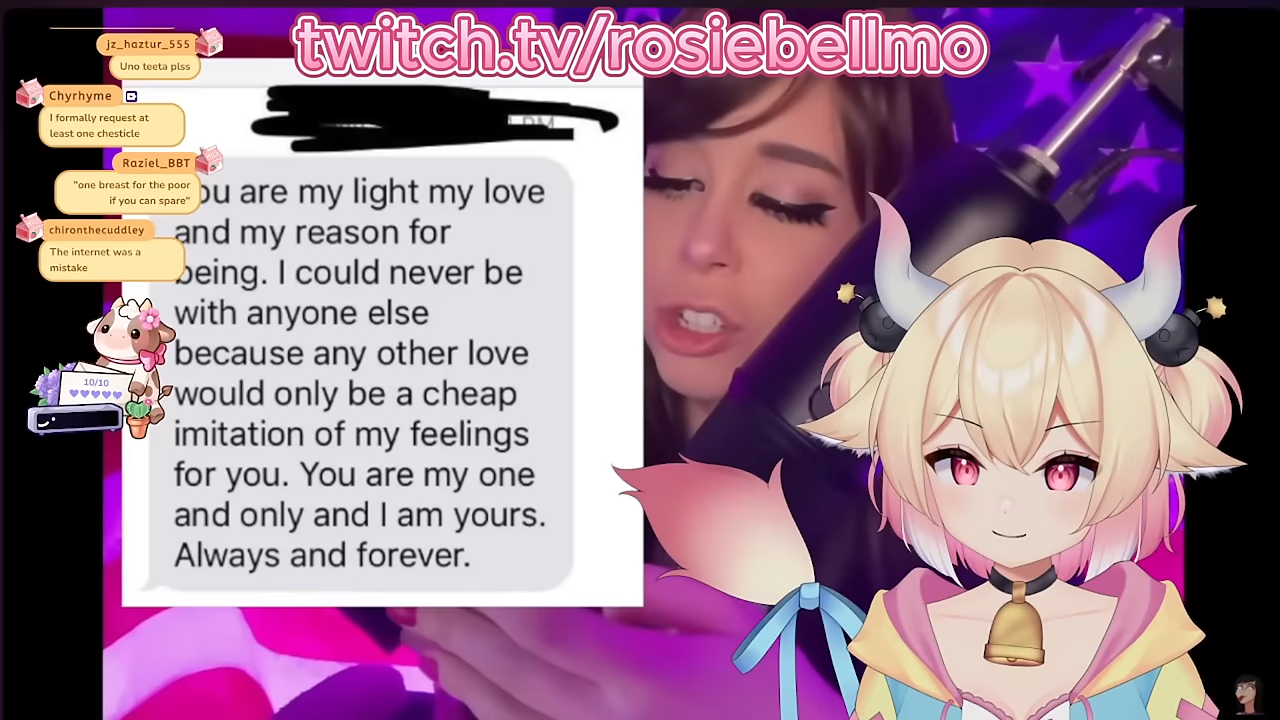 twitch.tv/rosiebellmo
jz_haztur_555
Uno teeta plss
Chyrhyme
I formally request at
least one chesticle
Raziel_BBT
"one breast for the poor
if you can spare"
chironthecuddley
The internet was a
mistake
10/10
PM
ou are my light my love
and my reason for
being. I could never be
with anyone else
because any other love
would only be a cheap
imitation of my feelings
for you. You are my one
and only and I am yours.
Always and forever.